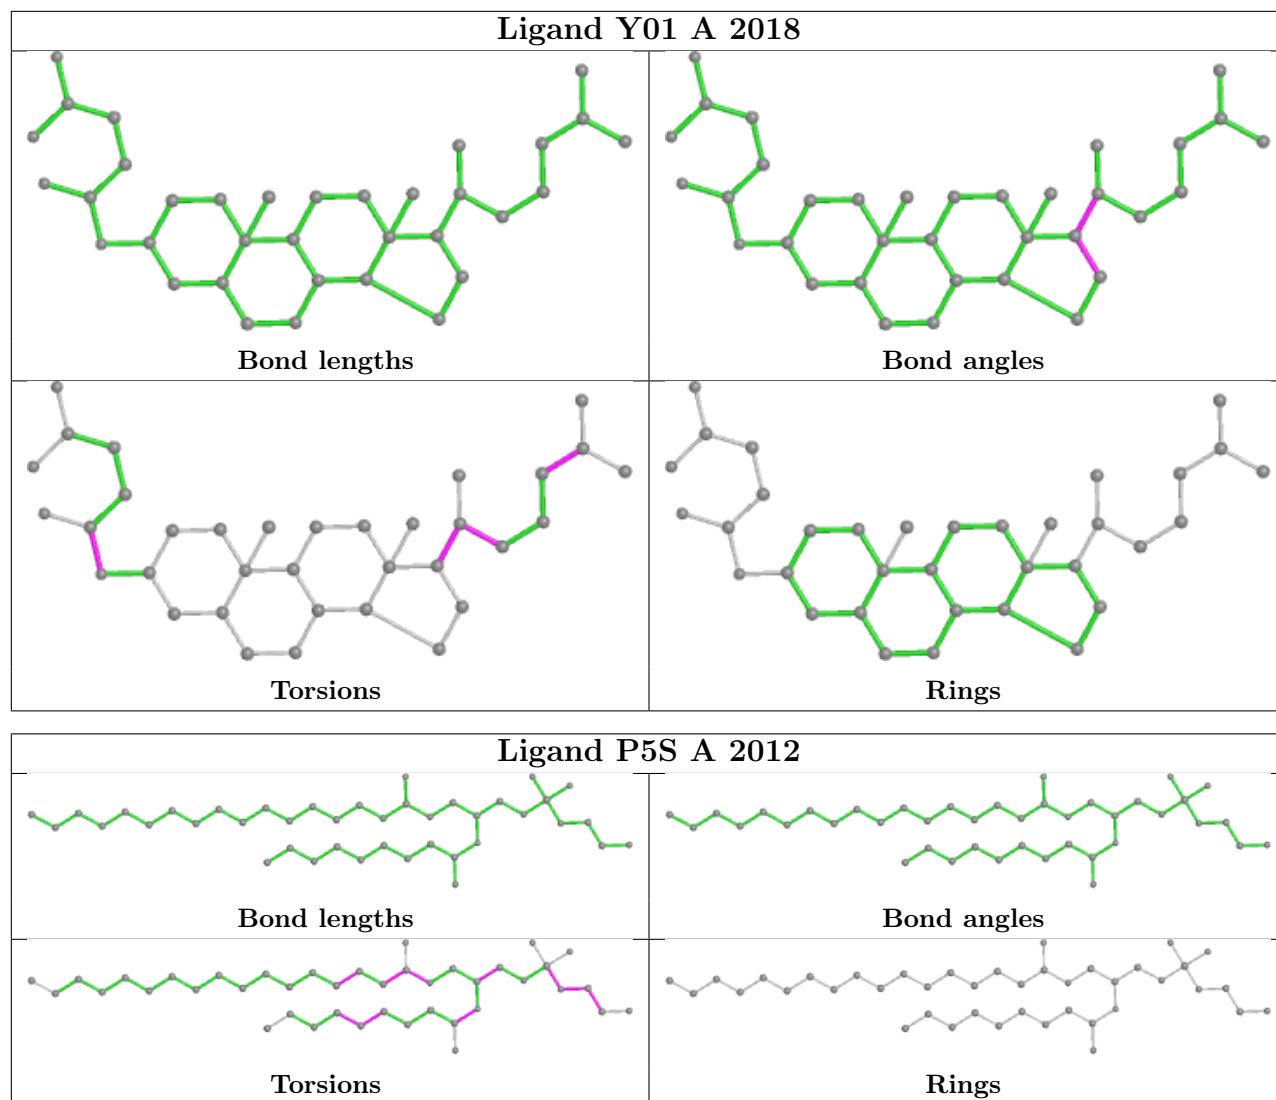 Ligand Y01 A 2018
Bond lengths
Bond angles
Torsions
Rings
Ligand P5S A 2012
Bond lengths
Bond angles
Torsions
Rings